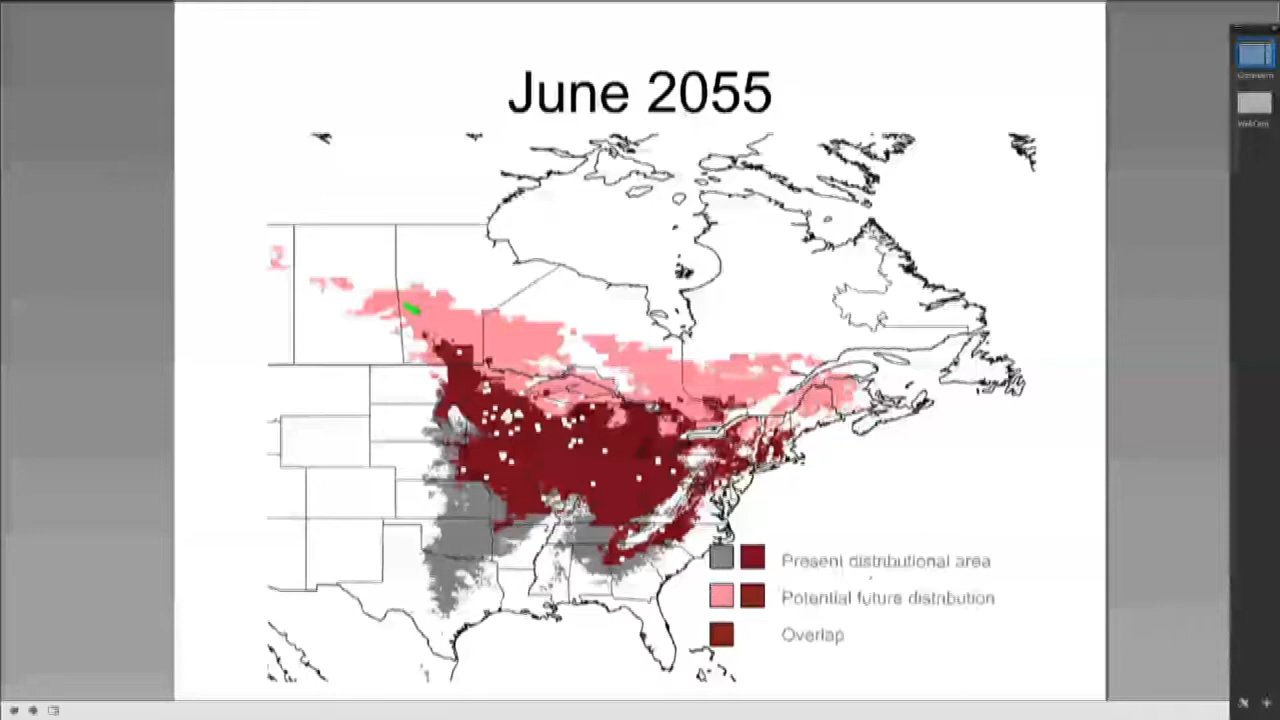 June 2055
Present distributional area
Potential future distribution
Overlap